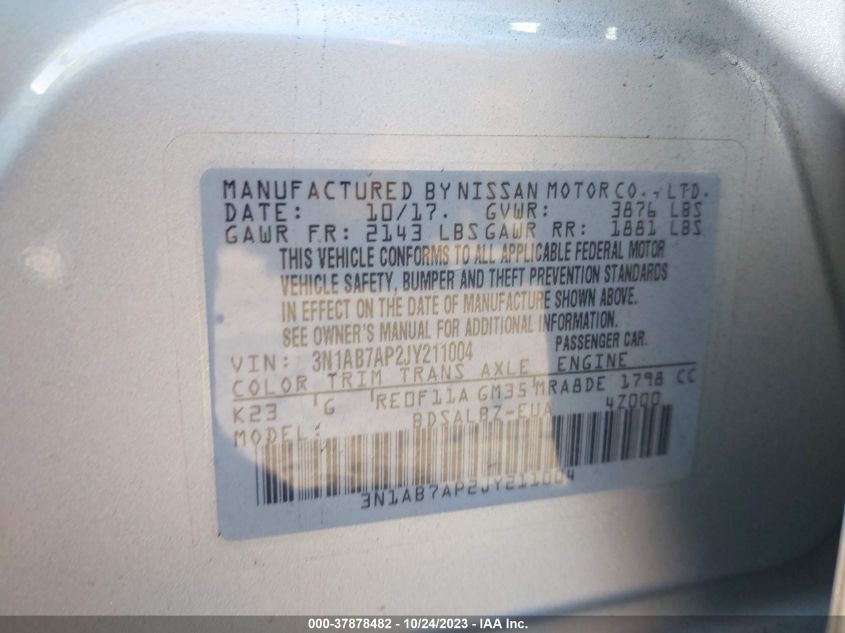 MANUFACTURED BY NISSAN MOTOR CO., LTD.
DATE: 10/17. GVWR: 3876 LBS
GAWR FR: 2143 LBS GAWR RR: 1881 LBS
THIS VEHICLE CONFORMS TO ALL APPLICABLE FEDERAL MOTOR
VEHICLE SAFETY, BUMPER AND THEFT PREVENTION STANDARDS
IN EFFECT ON THE DATE OF MANUFACTURE SHOWN ABOVE.
SEE OWNER'S MANUAL FOR ADDITIONAL INFORMATION.
VIN: 3N1AB7AP2JY211004 PASSENGER CAR.
COLOR TRIM TRANS AXLE ENGINE
K23 G RE0F11A GM35 MRA8DE 1798 CC
MODEL: BDSALBZ-EUA 4Z000
3N1AB7AP2JY211004
000-37878482 - 10/24/2023 - IAA Inc.